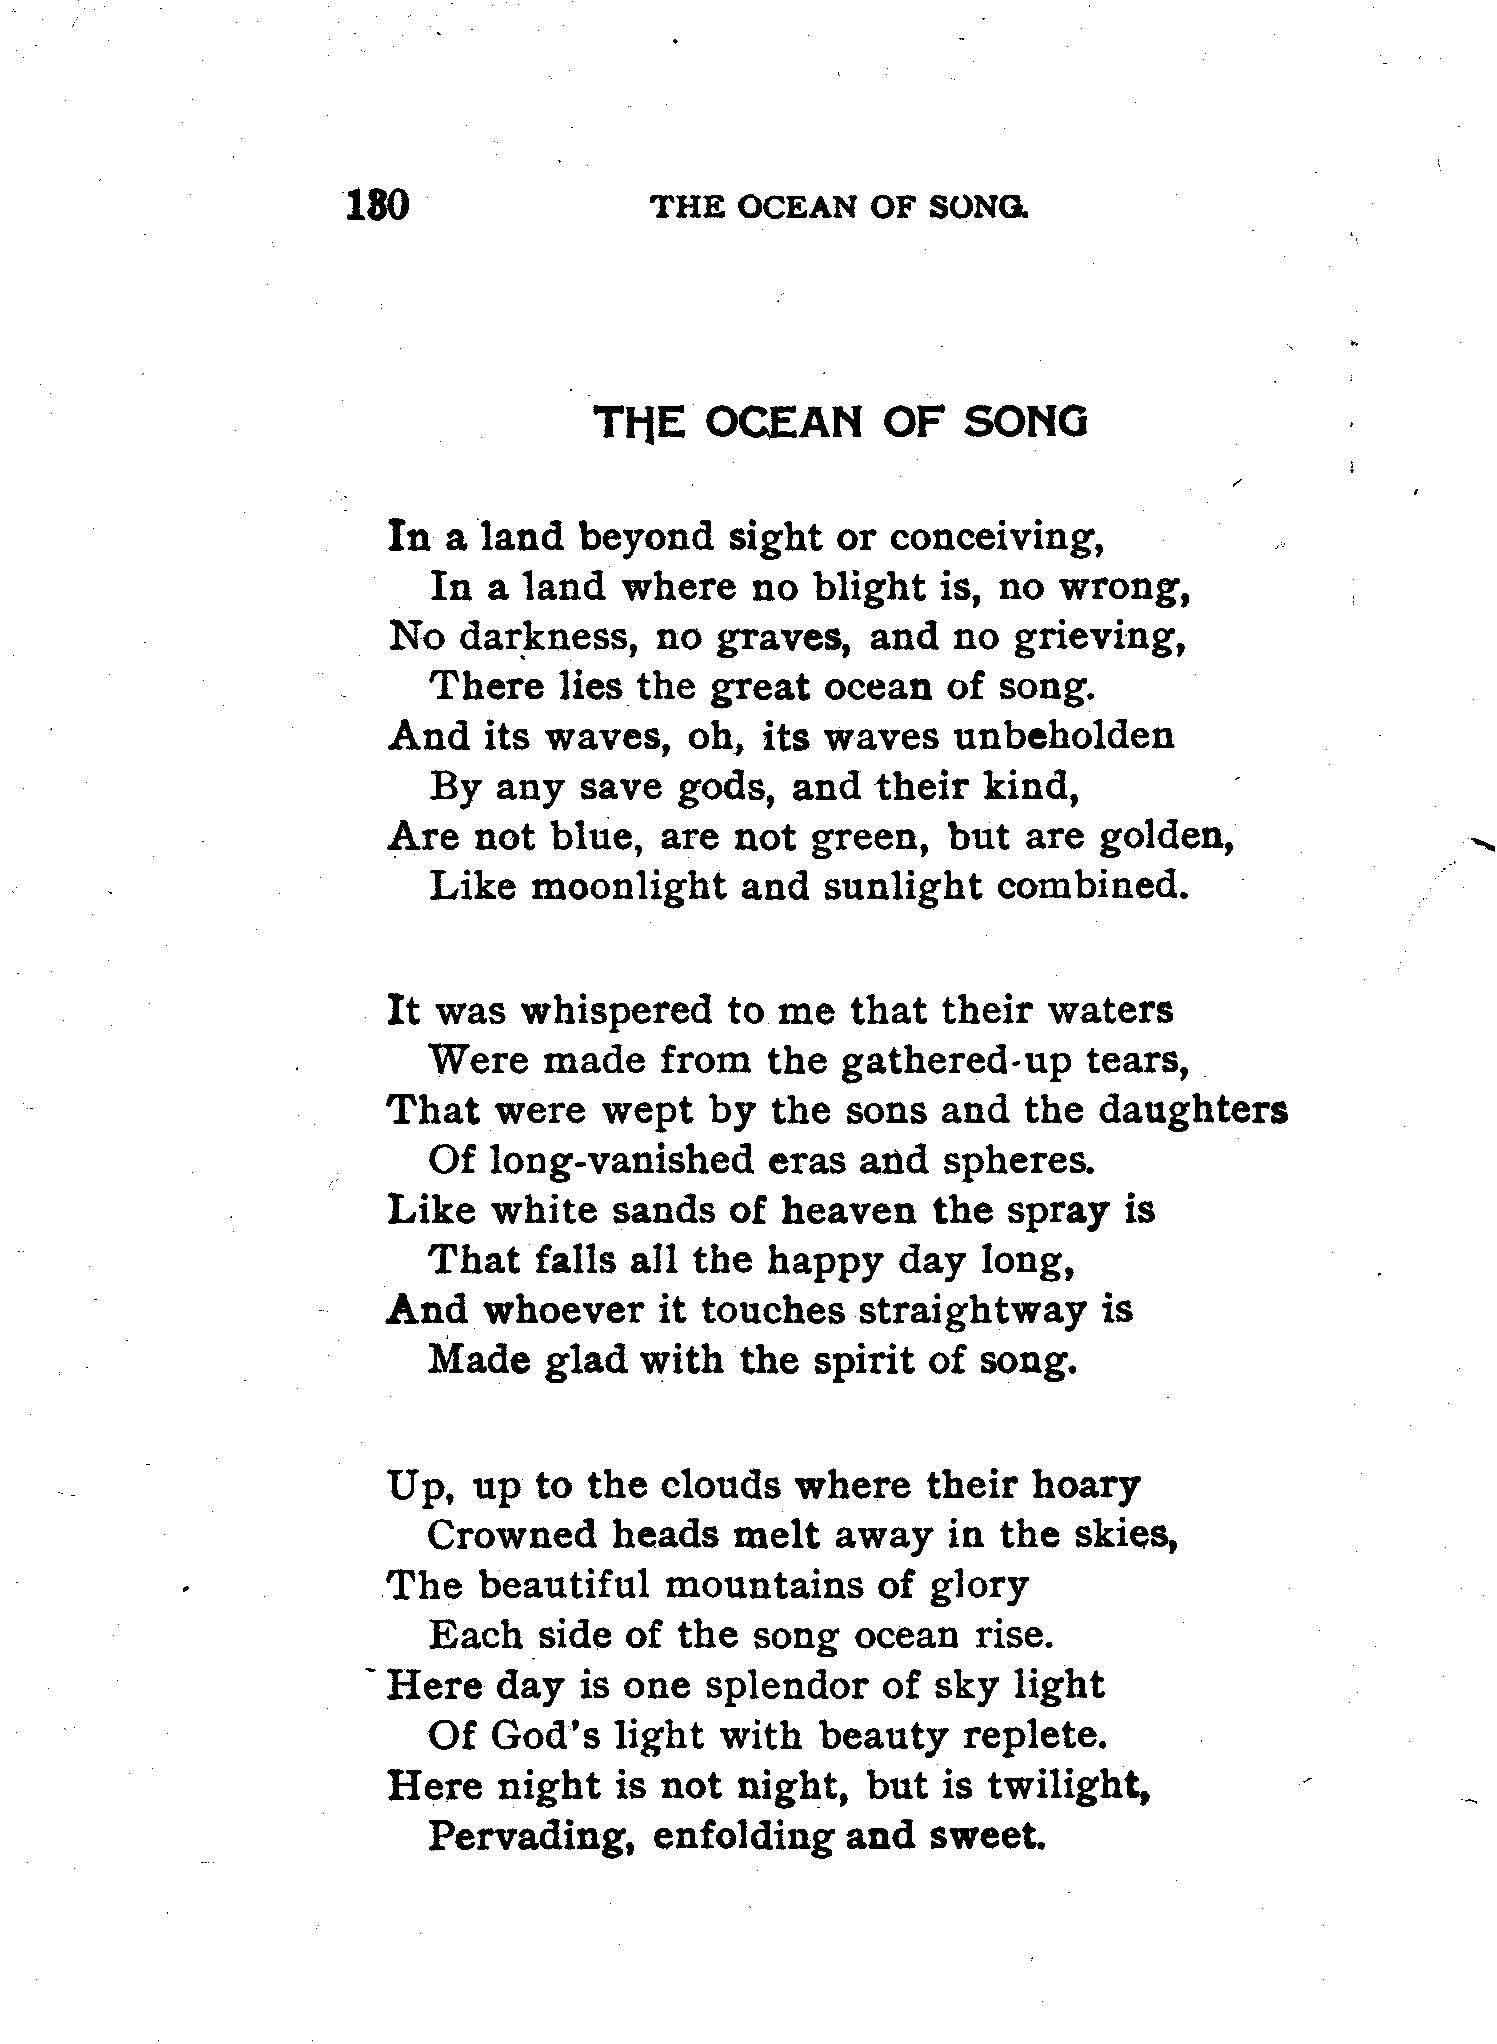 180 THE OCEAN OF SONG.
THE OCEAN OF SONG
In a land beyond sight or conceiving,
In a land where no blight is, no wrong,
No darkness, no graves, and no grieving,
There lies the great ocean of song.
And its waves, oh, its waves unbeholden
By any save gods, and their kind,
Are not blue, are not green, but are golden,
Like moonlight and sunlight combined.
It was whispered to me that their waters
Were made from the gathered-up tears,
That were wept by the sons and the daughters
Of long-vanished eras and spheres.
Like white sands of heaven the spray is
That falls all the happy day long,
And whoever it touches straightway is
Made glad with the spirit of song.
Up, up to the clouds where their hoary
Crowned heads melt away in the skies,
The beautiful mountains of glory
Each side of the song ocean rise.
Here day is one splendor of sky light
Of God's light with beauty replete.
Here night is not night, but is twilight,
Pervading, enfolding and sweet.